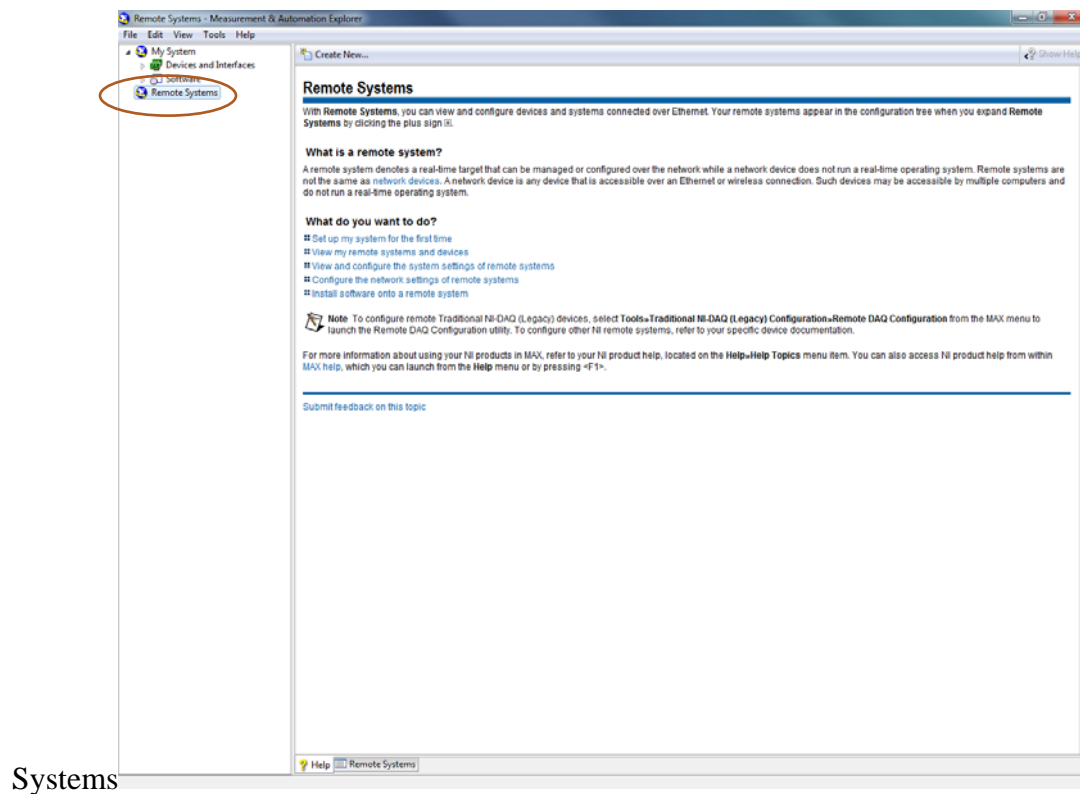 Remote Systems - Measurement & Automation Explorer
File Edit View Tools Help
My System
Devices and Interfaces
Software
Remote Systems
Create New...
Show Help
Remote Systems
With Remote Systems, you can view and configure devices and systems connected over Ethernet. Your remote systems appear in the configuration tree when you expand Remote
Systems by clicking the plus sign
What is a remote system?
A remote system denotes a real-time target that can be managed or configured over the network while a network device does not run a real-time operating system. Remote systems are
not the same as network devices. A network device is any device that is accessible over an Ethernet or wireless connection. Such devices may be accessible by multiple computers and
do not run a real-time operating system.
What do you want to do?
Set up my system for the first time
View my remote systems and devices
View and configure the system settings of remote systems
Configure the network settings of remote systems
Install software onto a remote system
Note To configure remote Traditional NI-DAQ (Legacy) devices, select Tools»Traditional NI-DAQ (Legacy) Configuration»Remote DAQ Configuration from the MAX menu to
launch the Remote DAQ Configuration utility. To configure other NI remote systems, refer to your specific device documentation.
For more information about using your NI products in MAX, refer to your NI product help, located on the Help»Help Topics menu item. You can also access NI product help from within
MAX help, which you can launch from the Help menu or by pressing <F1>.
Submit feedback on this topic
Help Remote Systems
Systems